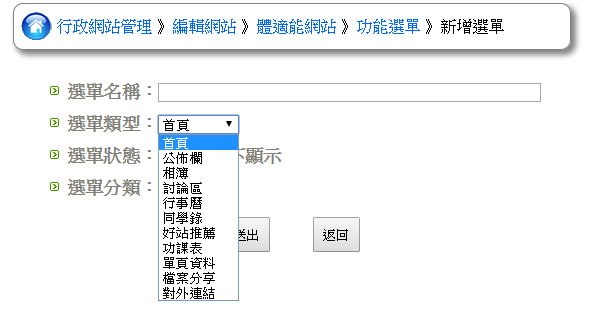 行政網站管理 》編輯網站 》體適能網站 》功能選單 》新增選單
選單名稱：
選單類型： 首頁
首頁
公佈欄
選單狀態： 不顯示
相簿
討論區
選單分類：
行事曆
同學錄
好站推薦
送出 返回
功課表
單頁資料
檔案分享
對外連結